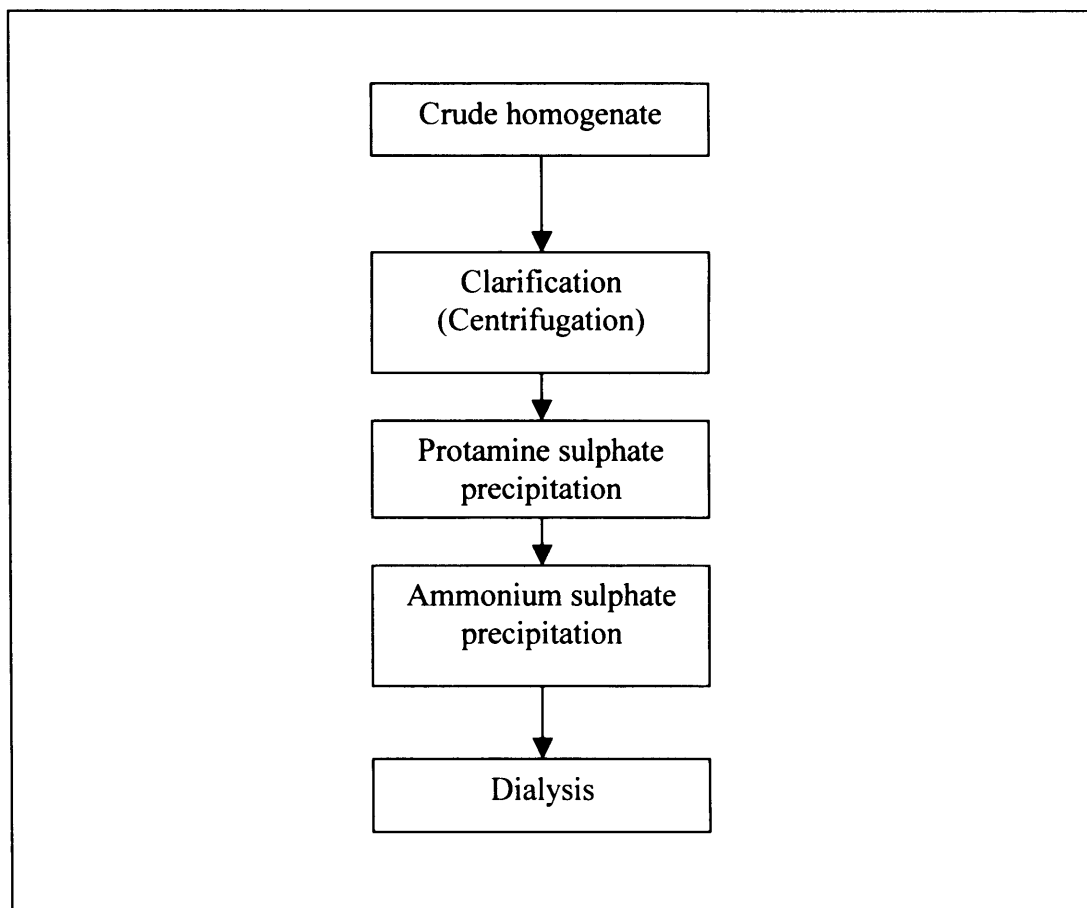 Crude homogenate
Clarification
(Centrifugation)
Protamine sulphate
precipitation
Ammonium sulphate
precipitation
Dialysis